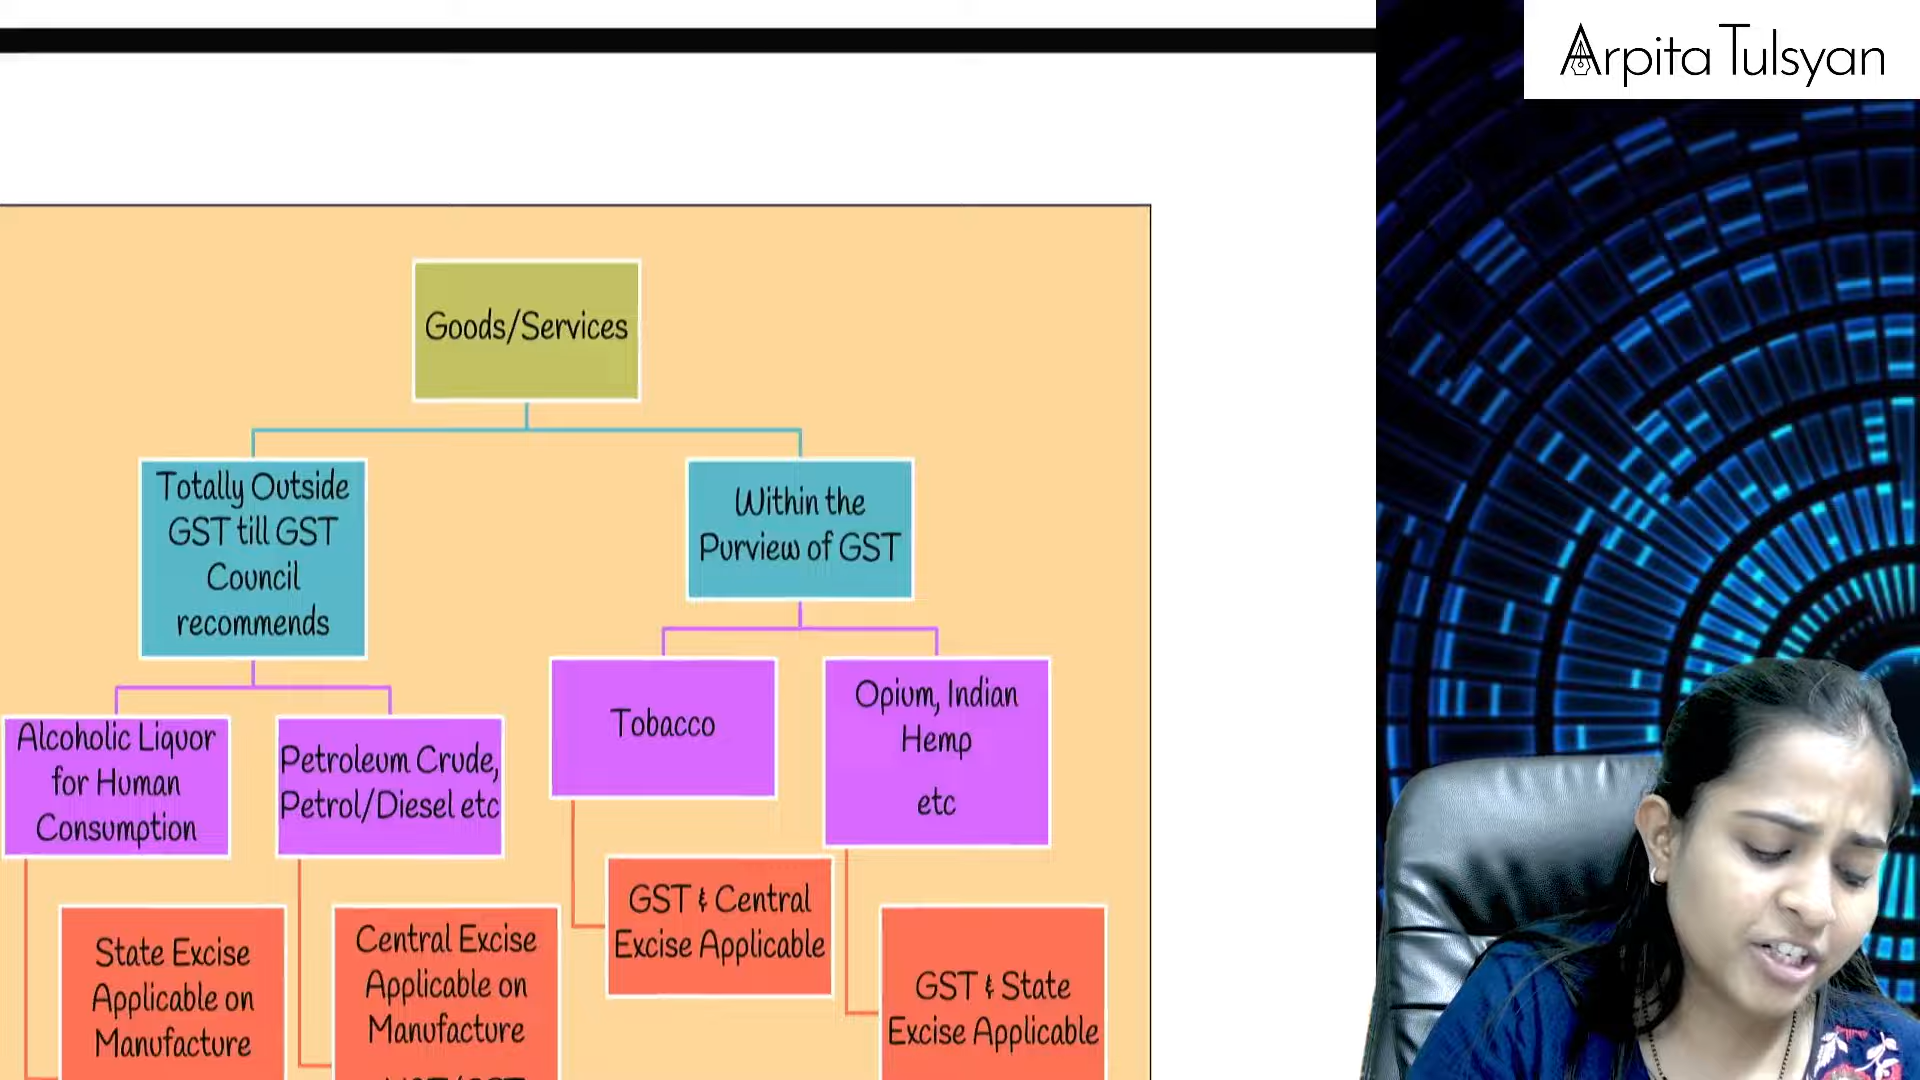 Arpita Tulsyan
Goods/Services
Totally Outside
GST till GST
Council
recommends
Within the
Purview of GST
Alcoholic Liquor
for Human
Consumption
Petroleum Crude,
Petrol/Diesel etc
Tobacco
Opium, Indian
Hemp
etc
State Excise
Applicable on
Manufacture
Central Excise
Applicable on
Manufacture
GST & Central
Excise Applicable
GST & State
Excise Applicable